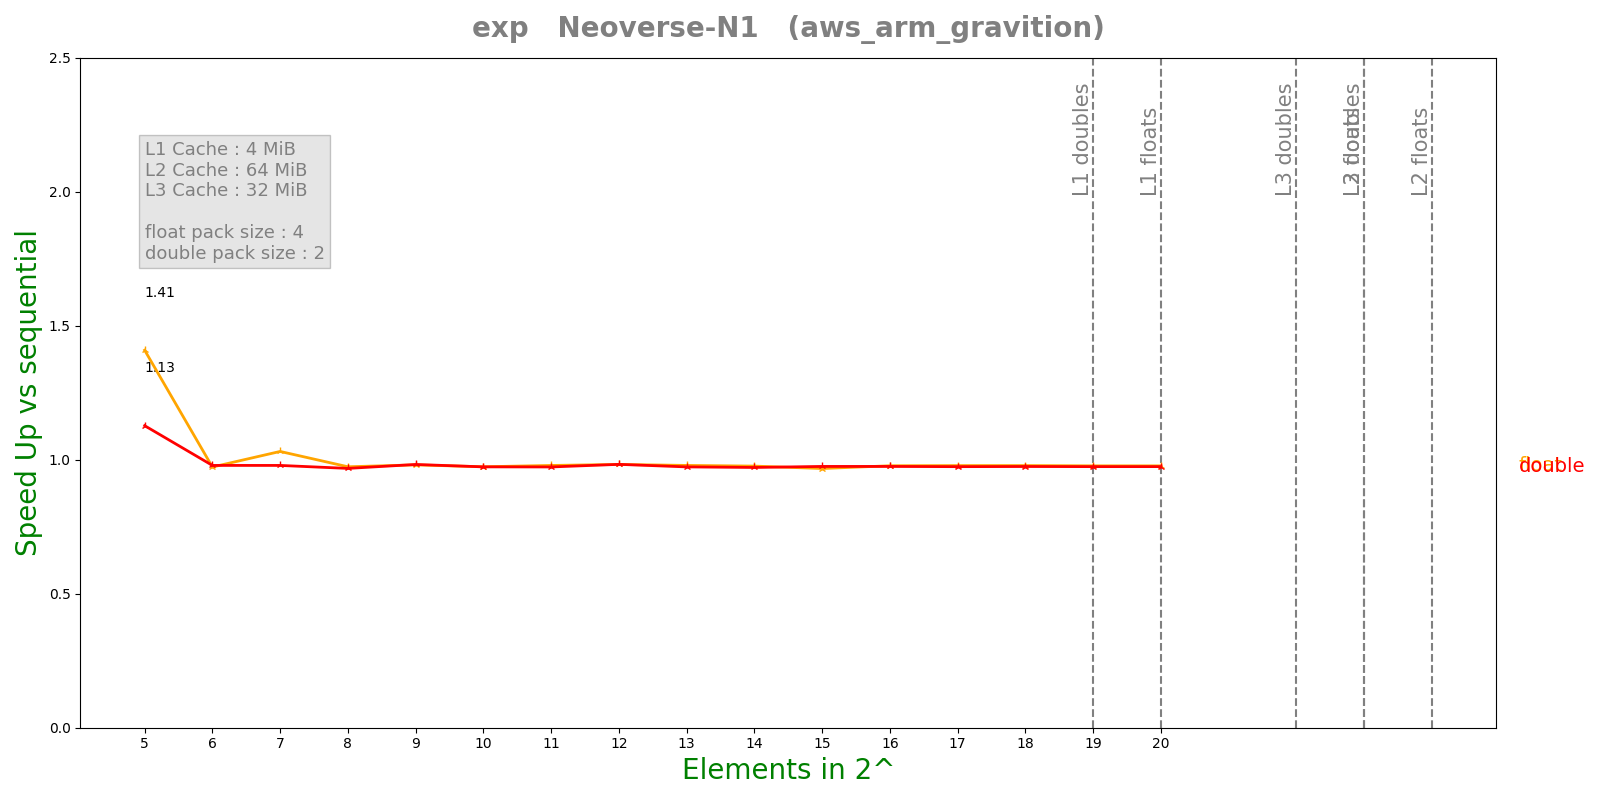 exp   Neoverse-N1   (aws_arm_gravition)
2.5
2.0
1.5
1.0
0.5
0.0
Speed Up vs sequential
L1 Cache : 4 MiB
L2 Cache : 64 MiB
L3 Cache : 32 MiB
float pack size : 4
double pack size : 2
1.41
1.13
L1 doubles
L1 floats
L3 doubles
L2 doubles
L3 floats
L2 floats
float
double
5 6 7 8 9 10 11 12 13 14 15 16 17 18 19 20
Elements in 2^